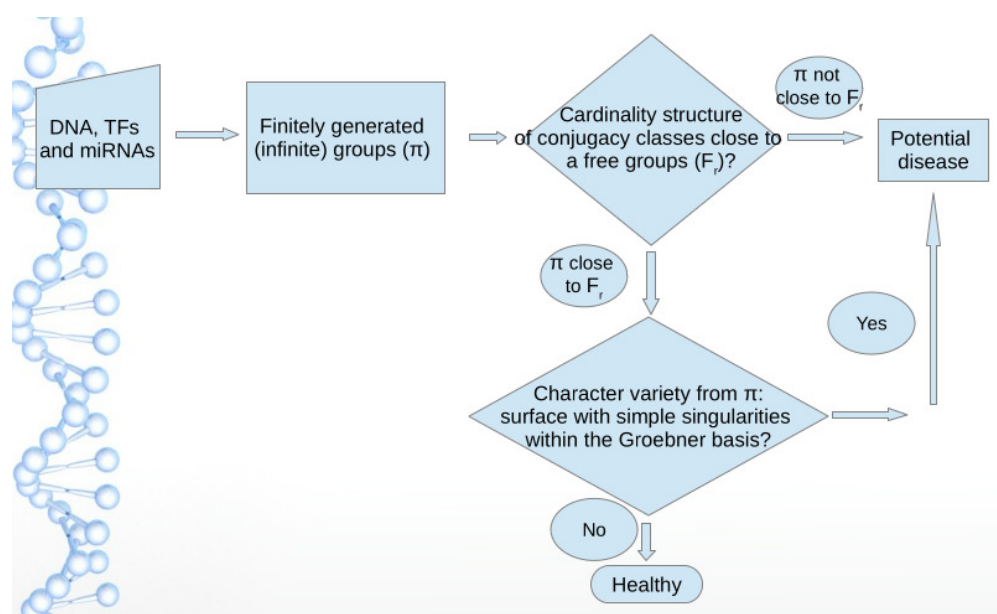 DNA, TFs
and miRNAs
Finitely generated
(infinite) groups (π)
Cardinality structure
of conjugacy classes close to
a free groups (Fr)?
π not
close to Fr
Potential
disease
π close
to Fr
Yes
Character variety from π:
surface with simple singularities
within the Groebner basis?
No
Healthy